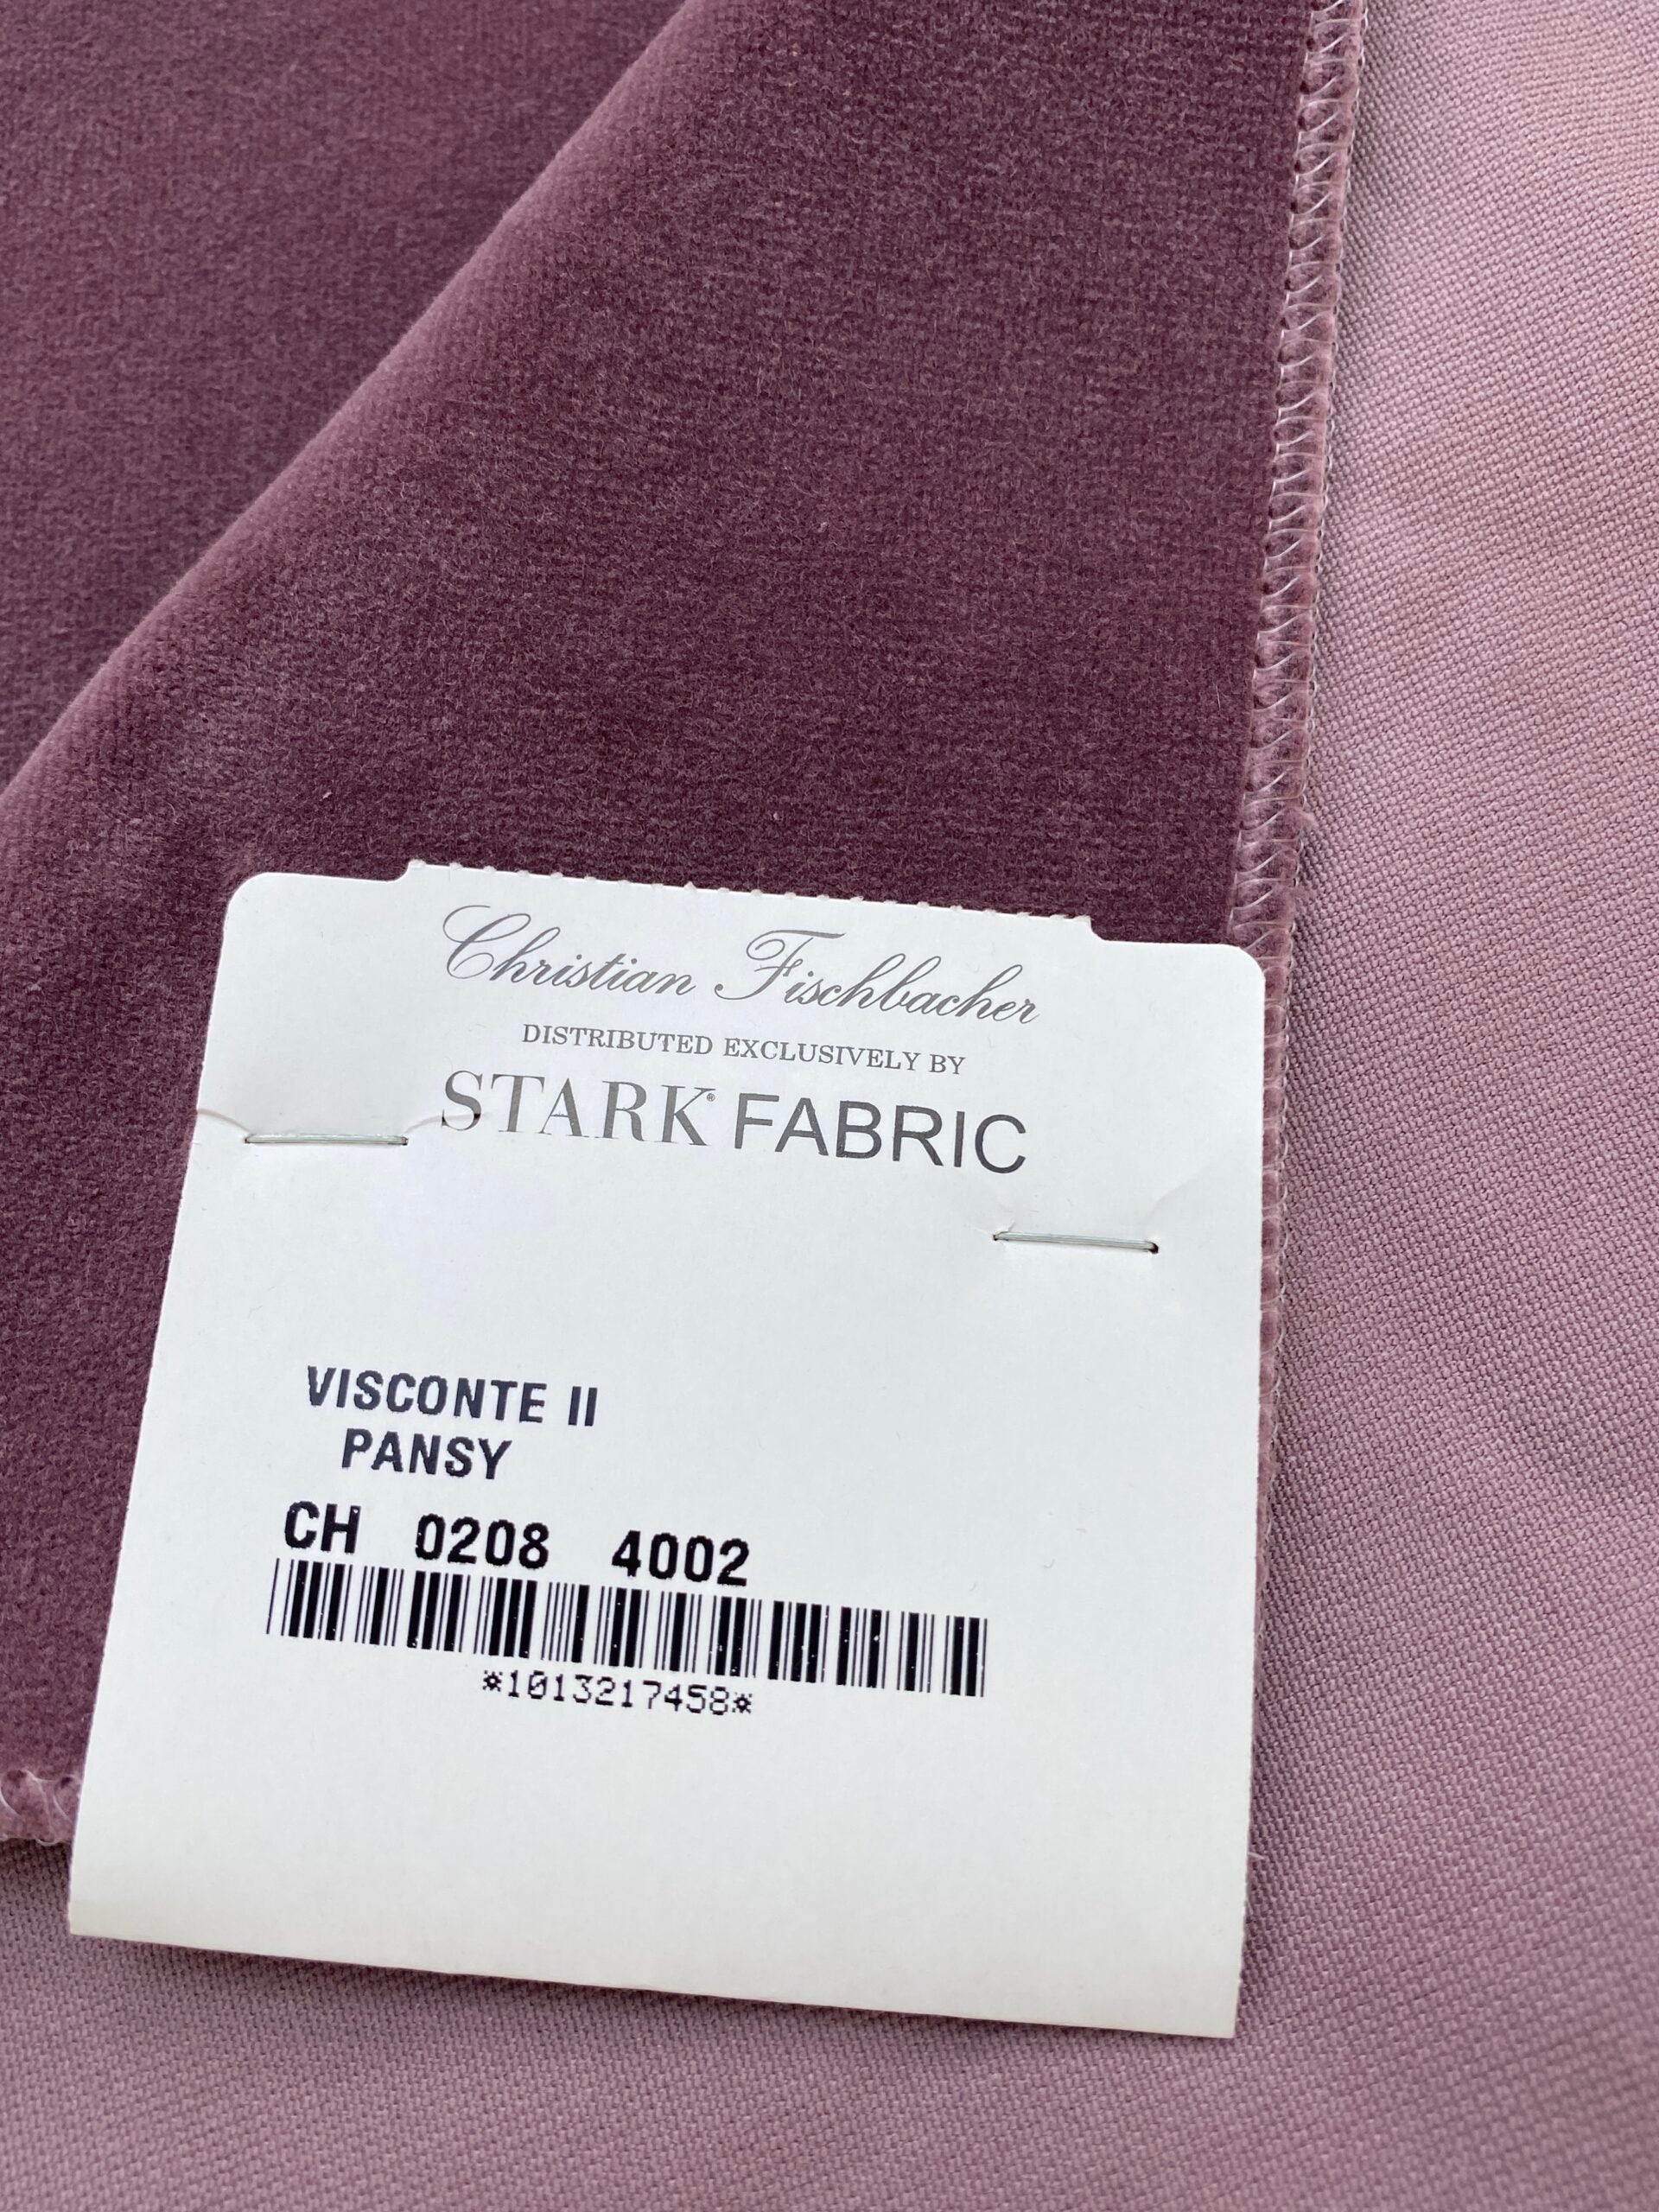 Christian Fischbacher
DISTRIBUTED EXCLUSIVELY BY
STARK® FABRIC
VISCONTE II
PANSY
CH 0208 4002
*1013217458*